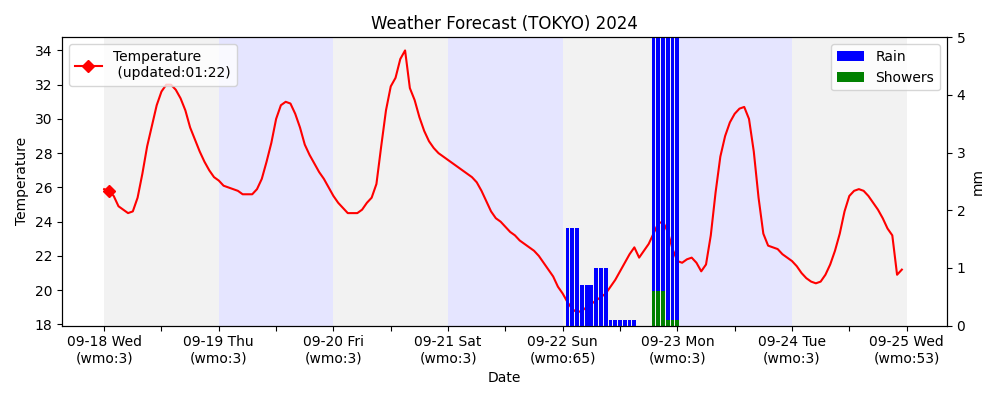 Weather Forecast (TOKYO) 2024
Temperature
(updated:01:22)
Rain
Showers
Temperature
34
32
30
28
26
24
22
20
18
5
4
3
2
1
0
mm
09-18 Wed
(wmo:3)
09-19 Thu
(wmo:3)
09-20 Fri
(wmo:3)
09-21 Sat
(wmo:3)
09-22 Sun
(wmo:65)
09-23 Mon
(wmo:3)
09-24 Tue
(wmo:3)
09-25 Wed
(wmo:53)
Date